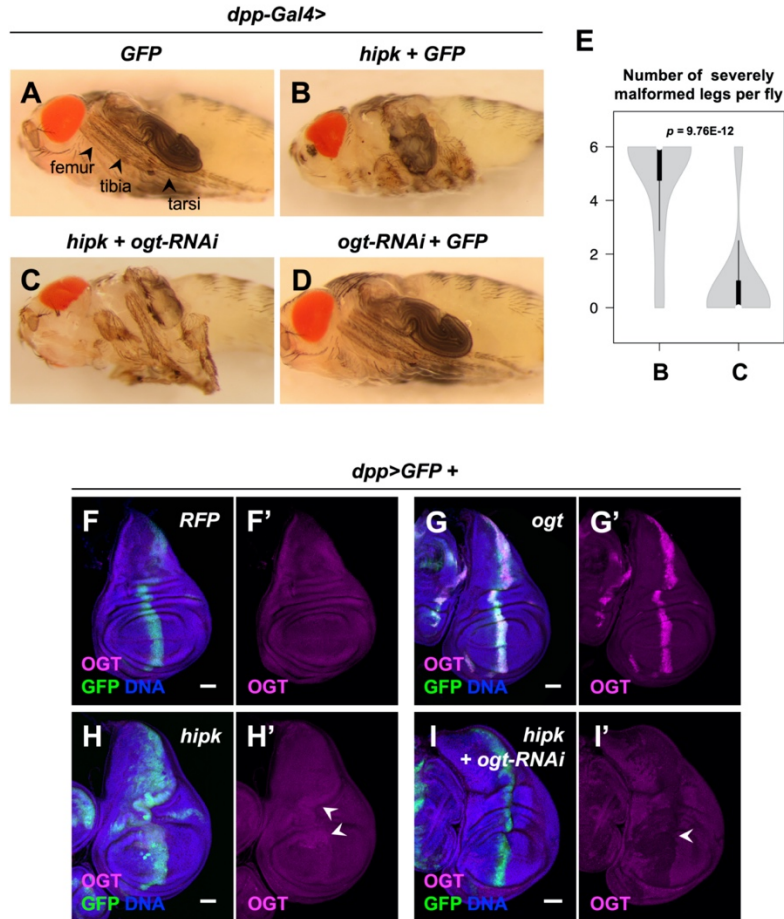 dpp-Gal4>
GFP
hipk + GFP
A
femur
tibia
tarsi
B
hipk + ogt-RNAi
ogt-RNAi + GFP
C
D
E
Number of severely
malformed legs per fly
p = 9.76E-12
6
4
2
0
B
C
dpp>GFP +
F
RFP
OGT
GFP DNA
F'
OGT
G
ogt
OGT
GFP DNA
G'
OGT
H
hipk
OGT
GFP DNA
H'
OGT
I
hipk
+ ogt-RNAi
OGT
GFP DNA
I'
OGT